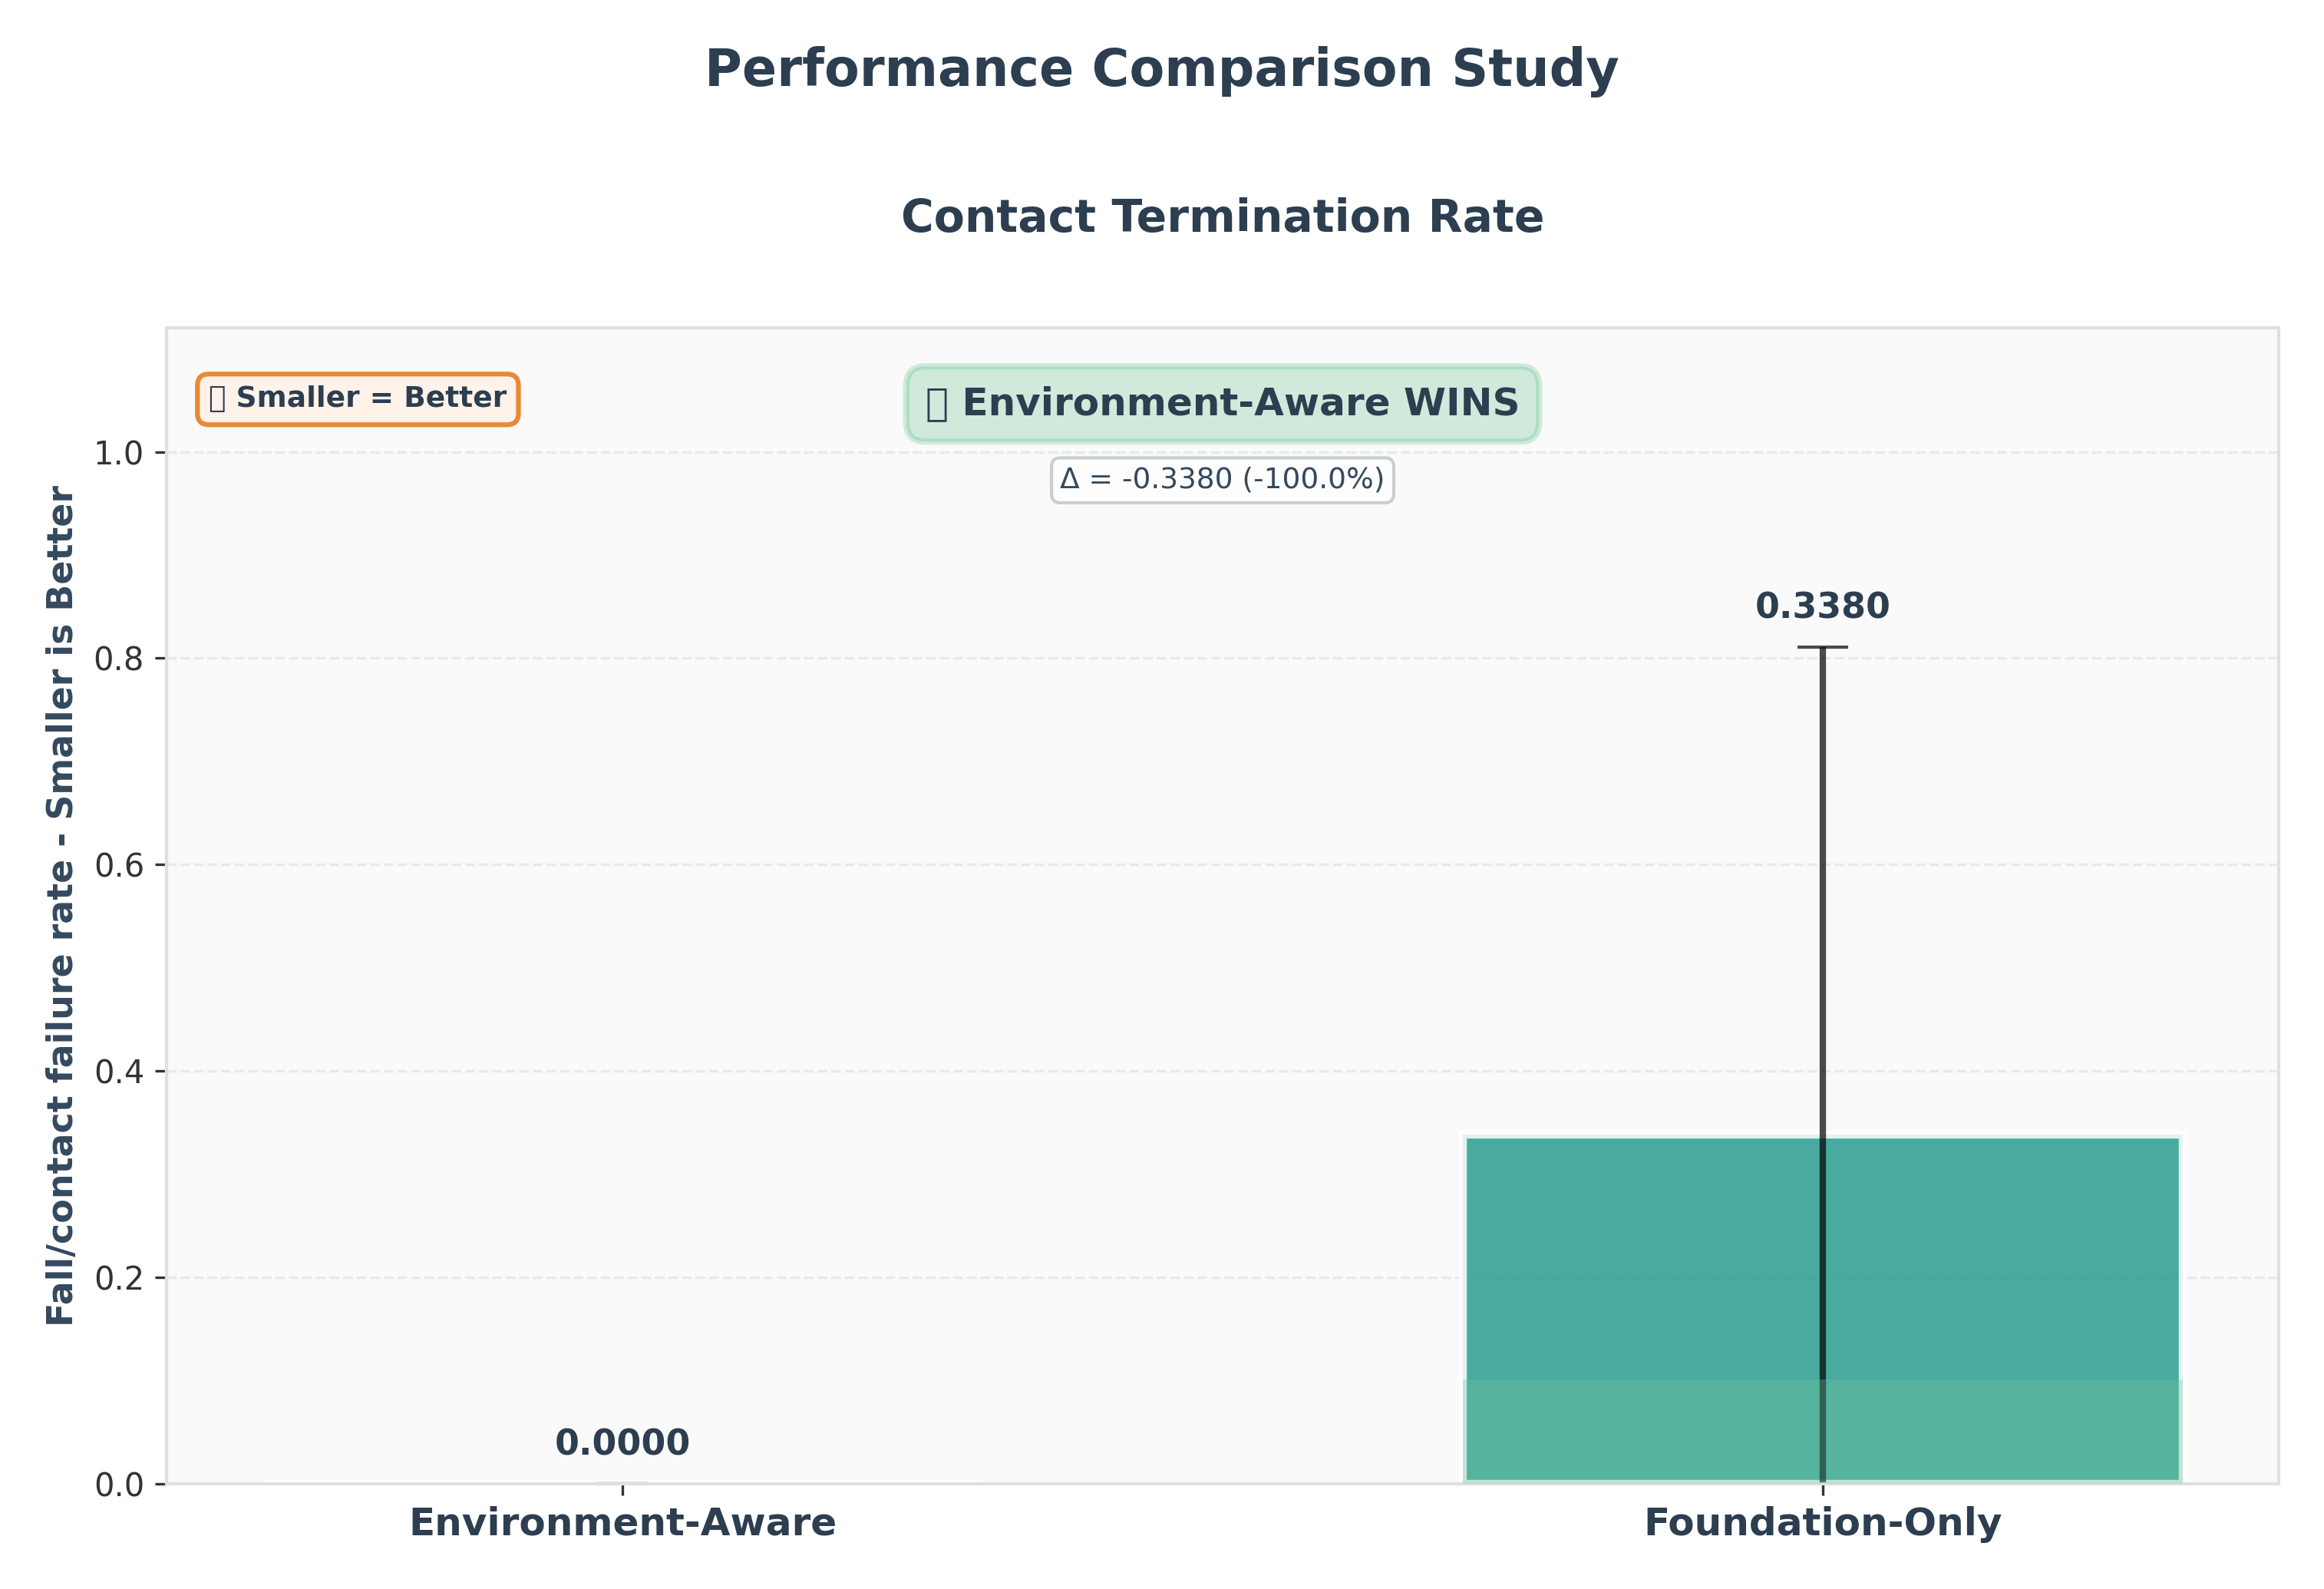 Performance Comparison Study
Contact Termination Rate
▯ Smaller = Better
▯ Environment-Aware WINS
Δ = -0.3380 (-100.0%)
Fall/contact failure rate - Smaller is Better
1.0
0.8
0.6
0.4
0.2
0.0
0.3380
0.0000
Environment-Aware
Foundation-Only